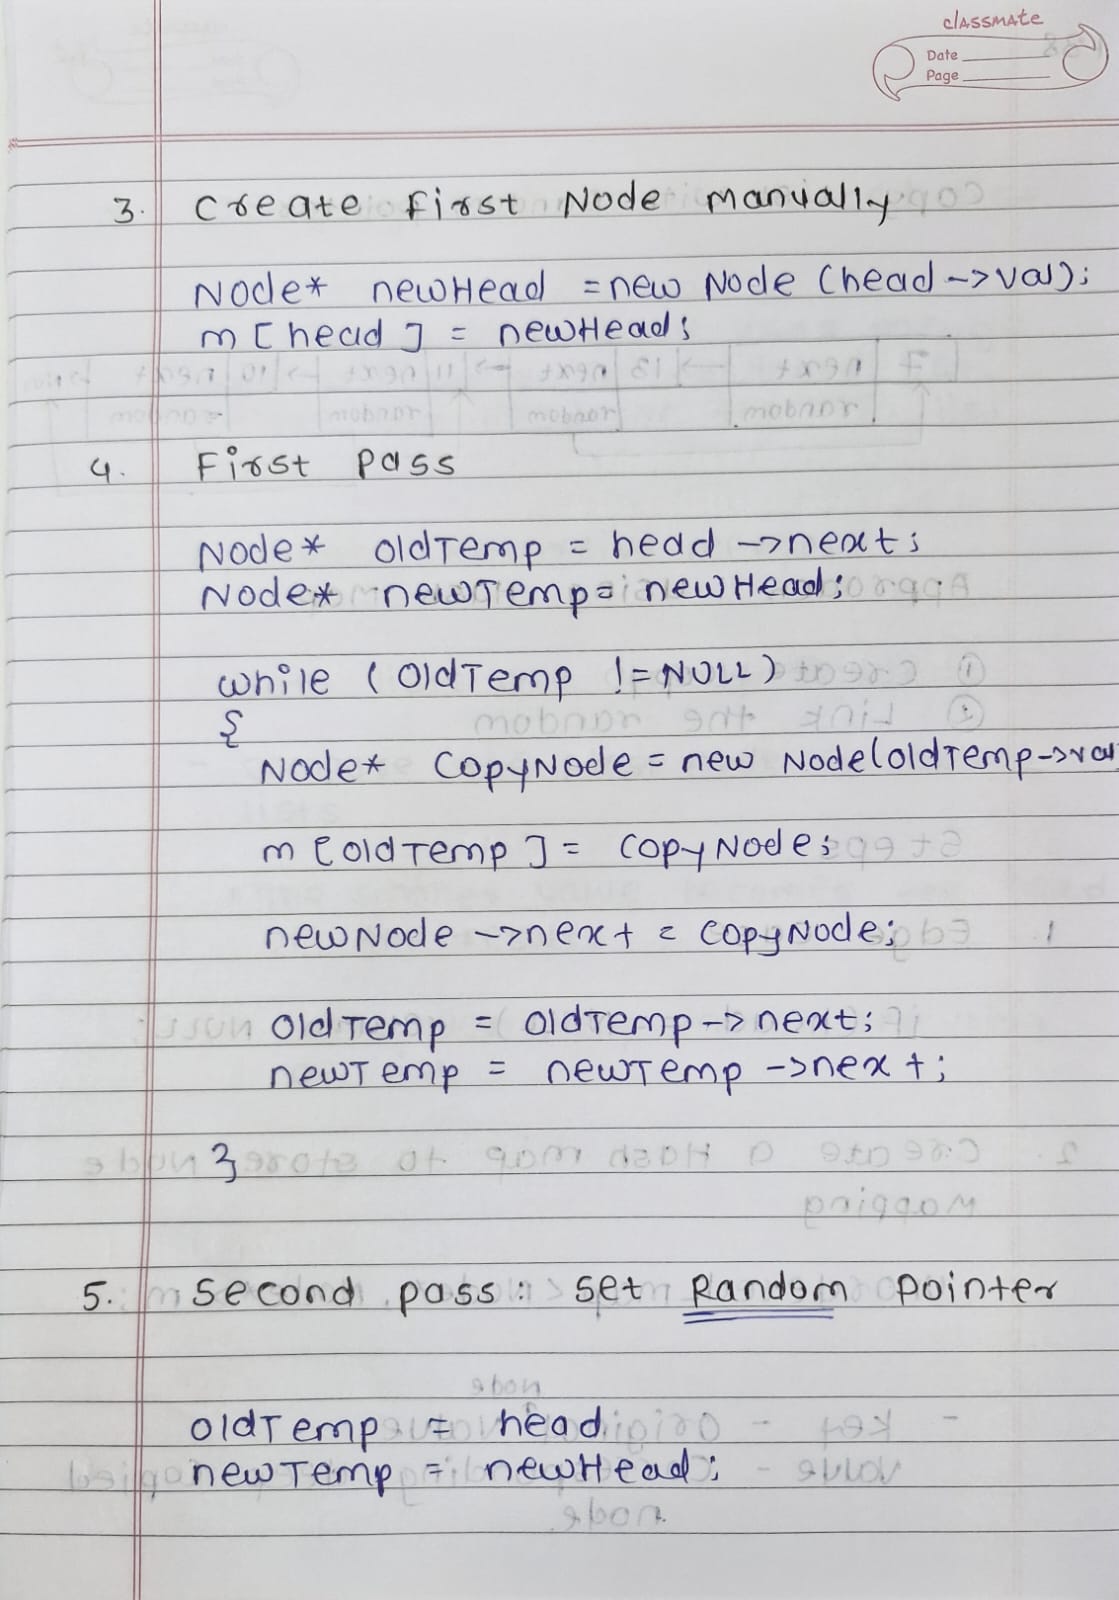 classmate
Date
Page
3. Create First Node manually
Node* newHead = new Node (head->val);
m[head] = newHead;
4. First pass
Node* oldTemp = head ->next;
Node* newTemp = newHead;
while (oldTemp != NULL)
{
Node* CopyNode = new Node(oldTemp->val
m[oldTemp] = CopyNode;
newNode ->next = CopyNode;
oldTemp = oldTemp->next;
newTemp = newTemp ->next;
}
5. Second pass: Set Random pointer
oldTemp = head
newTemp = newHead;